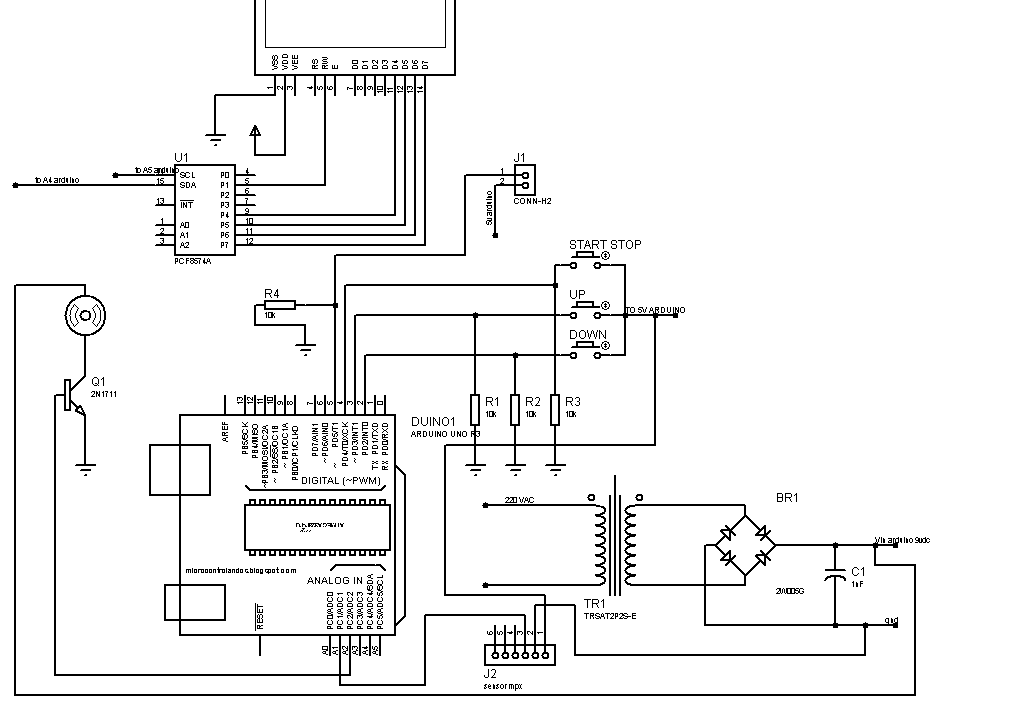 VSS VDD VEE RS RW E D0 D1 D2 D3 D4 D5 D6 D7
1 2 3 4 5 6 7 8 9 10 11 12 13 14
U1
to A5 arduino
to A4 arduino
SCL P0 4
15 SDA P1 5
P2 6
13 INT P3 7
P4 9
1 A0 P5 10
2 A1 P6 11
3 A2 P7 12
PCF8574A
J1
1
2
CONN-H2
5v arduino
START STOP
UP
TO 5V ARDUINO
DOWN
R4
10k
Q1
2N1711
R1
10k
R2
10k
R3
10k
DUINO1
ARDUINO UNO R3
13 12 11 10 9 8 7 6 5 4 3 2 1 0
AREF
PB5/SCK
PB4/MISO
~PB3/MOSI/OC2A
~ PB2/SS/OC1B
~ PB1/OC1A
PB0/ICP1/CLKO
PD7/AIN1
~ PD6/AIN0
~ PD5/T1
PD4/T0/XCK
~ PD3/INT1
PD2/INT0
TX PD1/TXD
RX PD0/RXD
DIGITAL (~PWM)
microcontrolandos.blogspot.com
ANALOG IN
RESET
PC0/ADC0
PC1/ADC1
PC2/ADC2
PC3/ADC3
PC4/ADC4/SDA
PC5/ADC5/SCL
A0 A1 A2 A3 A4 A5
220 VAC
TR1
TRSAT2P2S-E
BR1
2W005G
C1
1nF
Vin arduino 9vdc
gnd
6 5 4 3 2 1
J2
sensor mpx